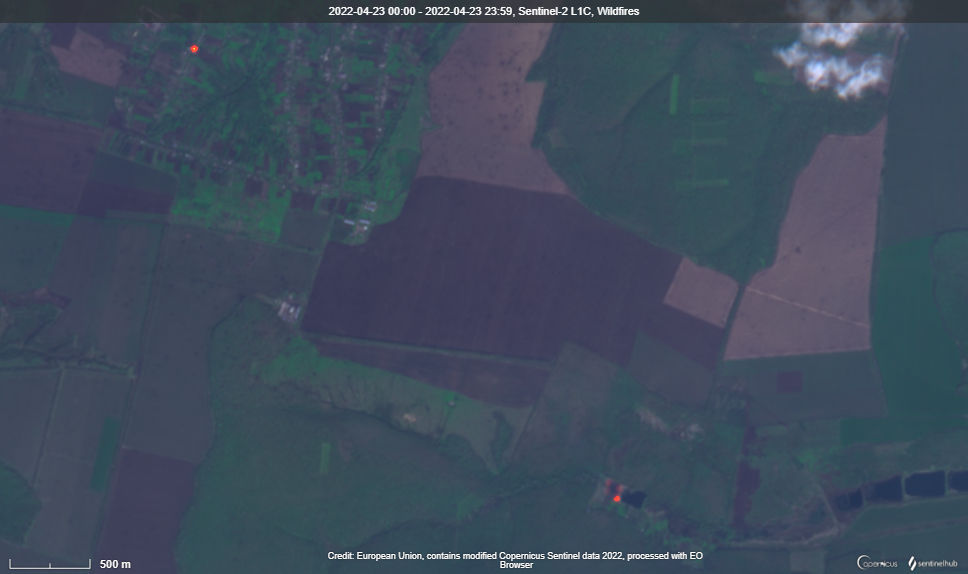 2022-04-23 00:00 - 2022-04-23 23:59, Sentinel-2 L1C, Wildfires
500 m
Credit: European Union, contains modified Copernicus Sentinel data 2022, processed with EO
Browser
opernicus
sentinelhub